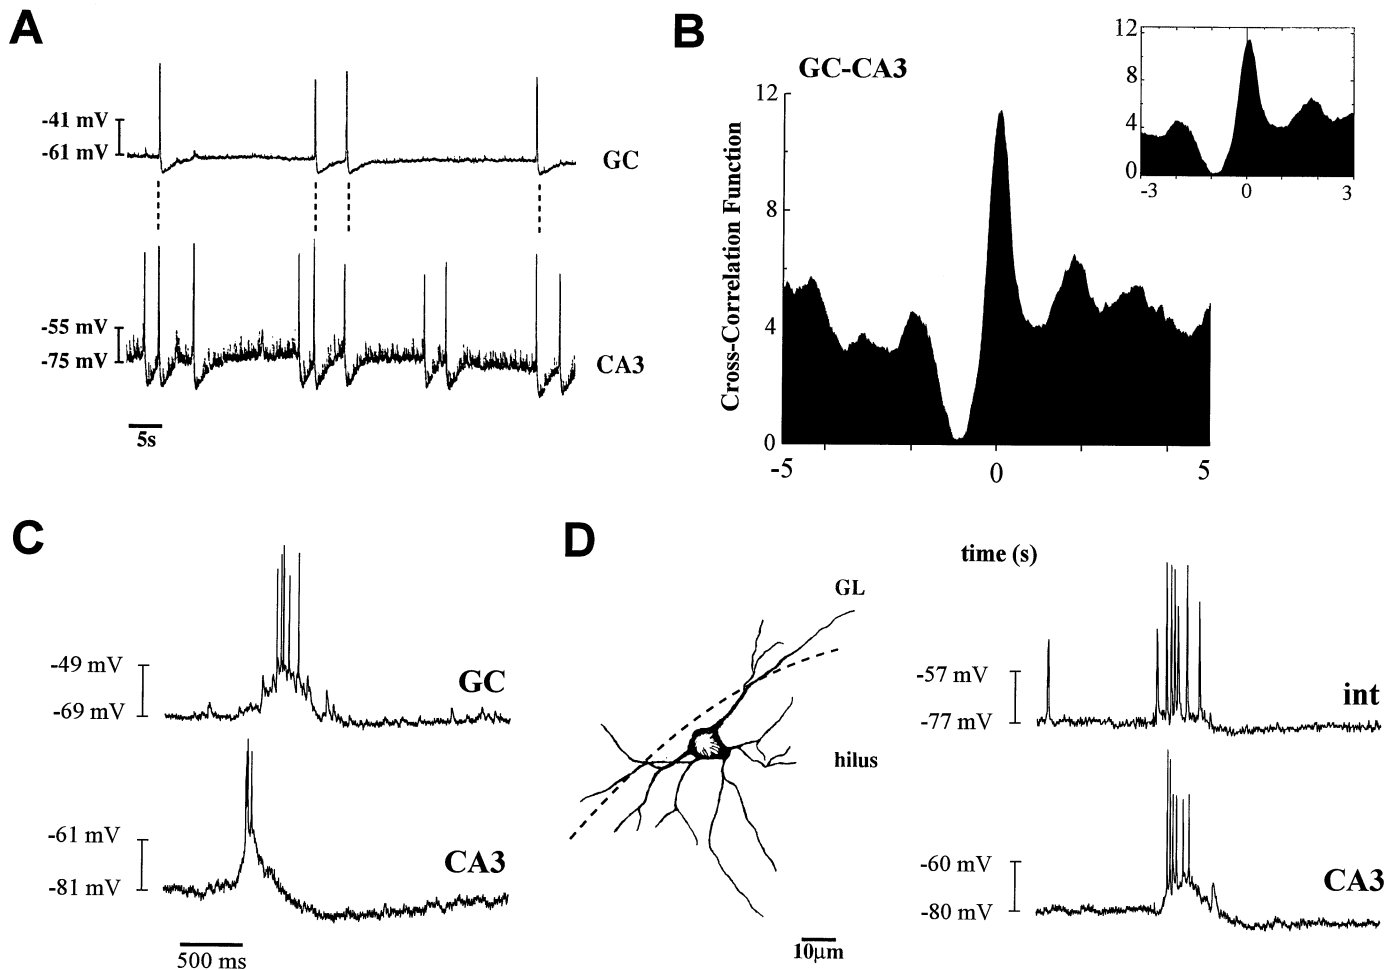 A
-41 mV
-61 mV
GC
-55 mV
-75 mV
CA3
5s
B
GC-CA3
Cross-Correlation Function
12
8
4
0
-5
0
5
12
8
4
0
-3
0
3
time (s)
C
-49 mV
-69 mV
GC
-61 mV
-81 mV
CA3
500 ms
D
GL
hilus
10µm
-57 mV
-77 mV
int
-60 mV
-80 mV
CA3